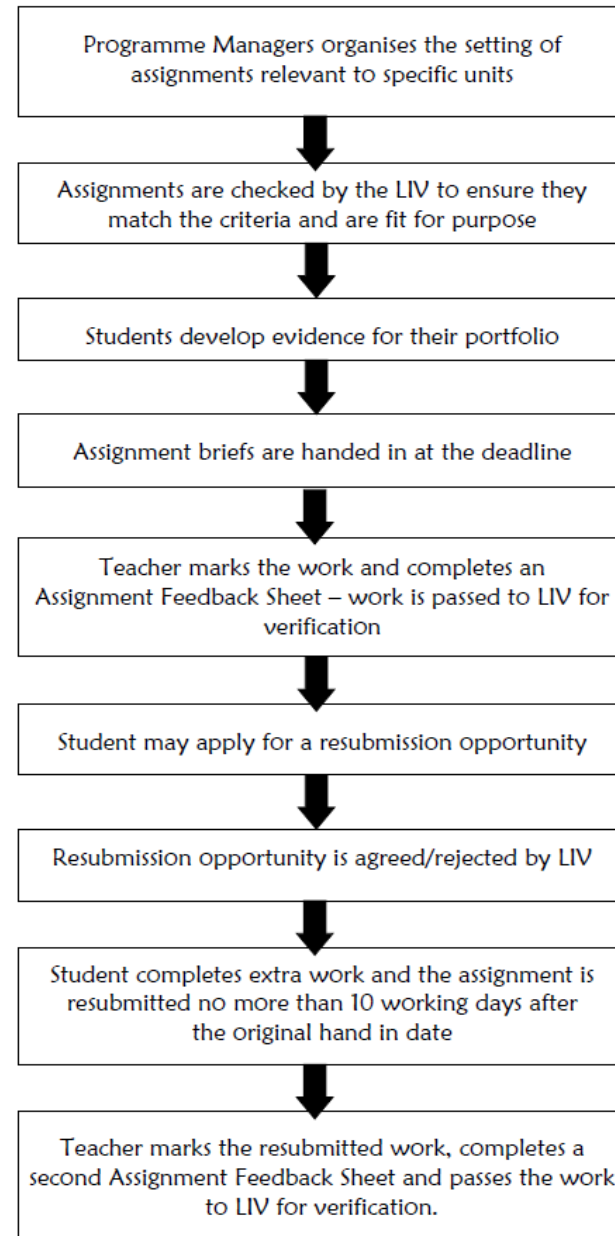 Programme Managers organises the setting of
assignments relevant to specific units
Assignments are checked by the LIV to ensure they
match the criteria and are fit for purpose
Students develop evidence for their portfolio
Assignment briefs are handed in at the deadline
Teacher marks the work and completes an
Assignment Feedback Sheet – work is passed to LIV for
verification
Student may apply for a resubmission opportunity
Resubmission opportunity is agreed/rejected by LIV
Student completes extra work and the assignment is
resubmitted no more than 10 working days after
the original hand in date
Teacher marks the resubmitted work, completes a
second Assignment Feedback Sheet and passes the work
to LIV for verification.